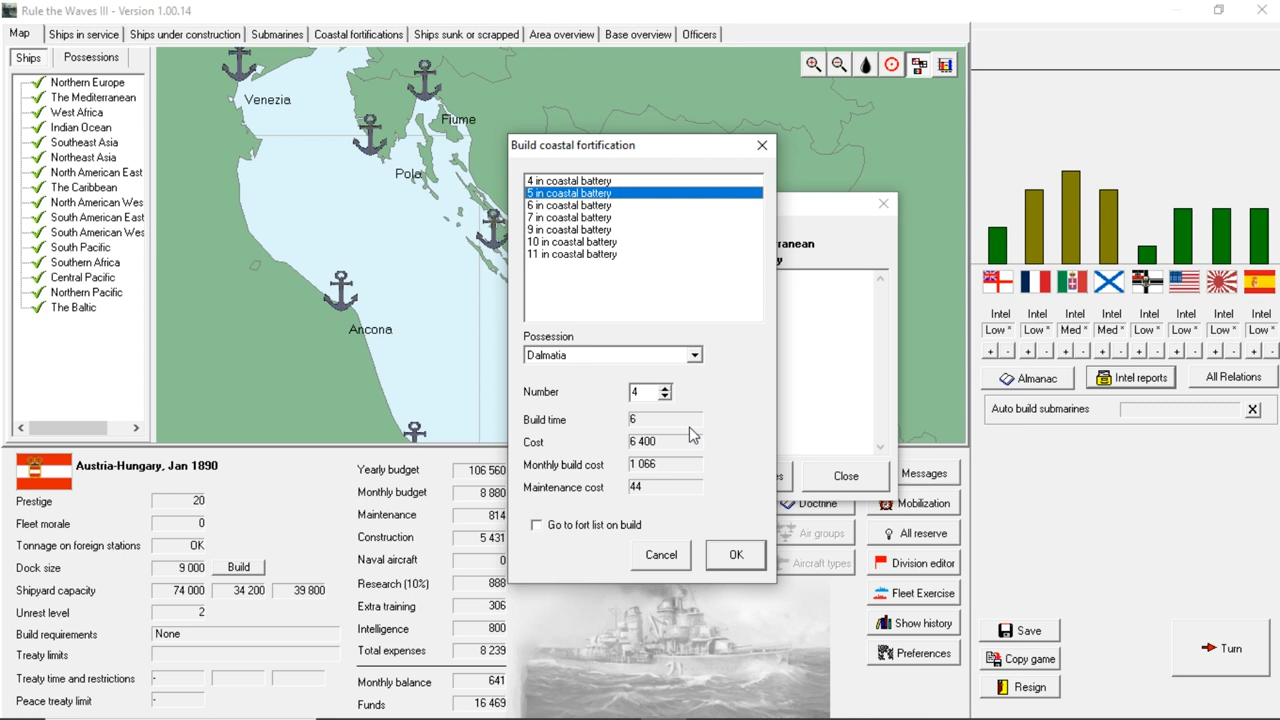 Rule the Waves III - Version 1.00.14
Map
Ships in service
Ships under construction
Submarines
Coastal fortifications
Ships sunk or scrapped
Area overview
Base overview
Officers
Ships
Possessions
Northern Europe
The Mediterranean
West Africa
Indian Ocean
Southeast Asia
Northeast Asia
North American East
The Caribbean
North American Wes
South American East
South American Wes
South Pacific
Southern Africa
Central Pacific
Northern Pacific
The Baltic
Venezia
Fiume
Pola
Ancona
Build coastal fortification
4 in coastal battery
5 in coastal battery
6 in coastal battery
7 in coastal battery
9 in coastal battery
10 in coastal battery
11 in coastal battery
Possession
Dalmatia
Number 4
Build time 6
Cost 6 400
Monthly build cost 1 066
Maintenance cost 44
Go to fort list on build
Cancel
OK
ranean
y
es
Close
Intel Intel Intel Intel Intel Intel Intel Intel
Low * Low * Med * Med * Low * Low * Low * Low *
+ - + - + - + - + - + - + - + -
Almanac
Intel reports
All Relations
Auto build submarines
X
Austria-Hungary, Jan 1890
Prestige 20
Fleet morale 0
Tonnage on foreign stations OK
Dock size 9 000 Build
Shipyard capacity 74 000 34 200 39 800
Unrest level 2
Build requirements None
Treaty limits
Treaty time and restrictions -
Peace treaty limit -
Yearly budget 106 560
Monthly budget 8 880
Maintenance 814
Construction 5 431
Naval aircraft 0
Research (10%) 888
Extra training 306
Intelligence 800
Total expenses 8 239
Monthly balance 641
Funds 16 469
Doctrine
Air groups
Aircraft types
Messages
Mobilization
All reserve
Division editor
Fleet Exercise
Show history
Preferences
Save
Copy game
Resign
Turn